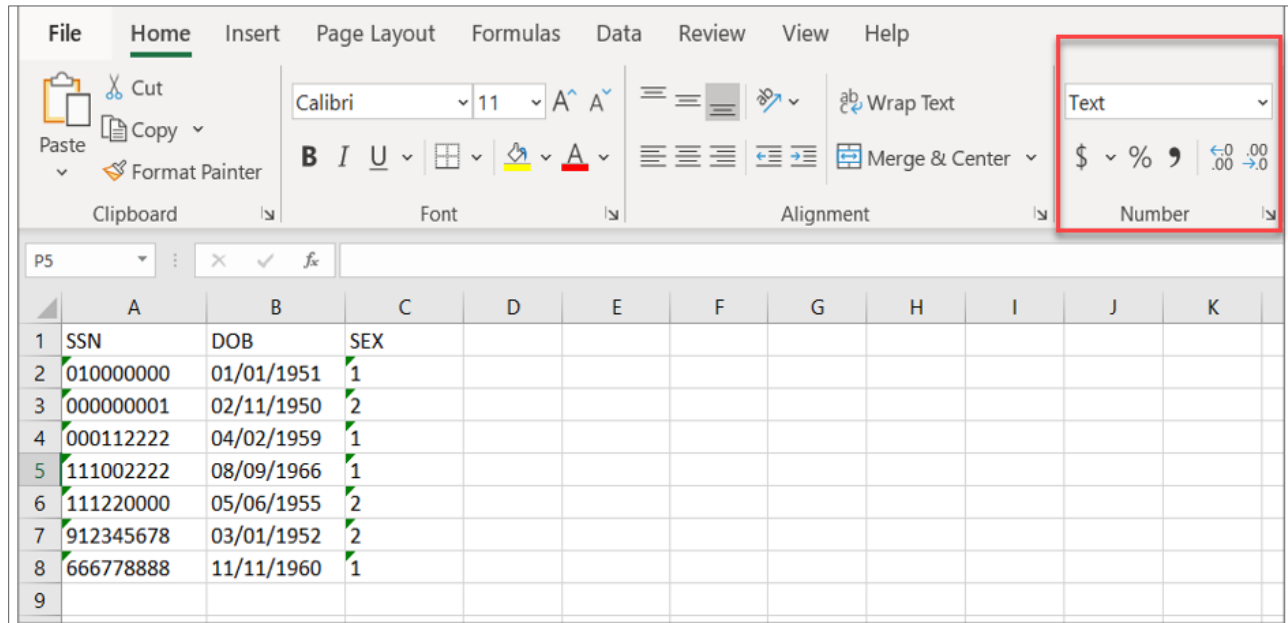 File Home Insert Page Layout Formulas Data Review View Help
Cut
Copy
Paste
Format Painter
Clipboard
Calibri 11 A A
B I U A
Font
ab Wrap Text
Merge & Center
Alignment
Text
$ % , .00 .00
Number
P5 fx
A B C D E F G H I J K
1 SSN DOB SEX
2 010000000 01/01/1951 1
3 000000001 02/11/1950 2
4 000112222 04/02/1959 1
5 111002222 08/09/1966 1
6 111220000 05/06/1955 2
7 912345678 03/01/1952 2
8 666778888 11/11/1960 1
9